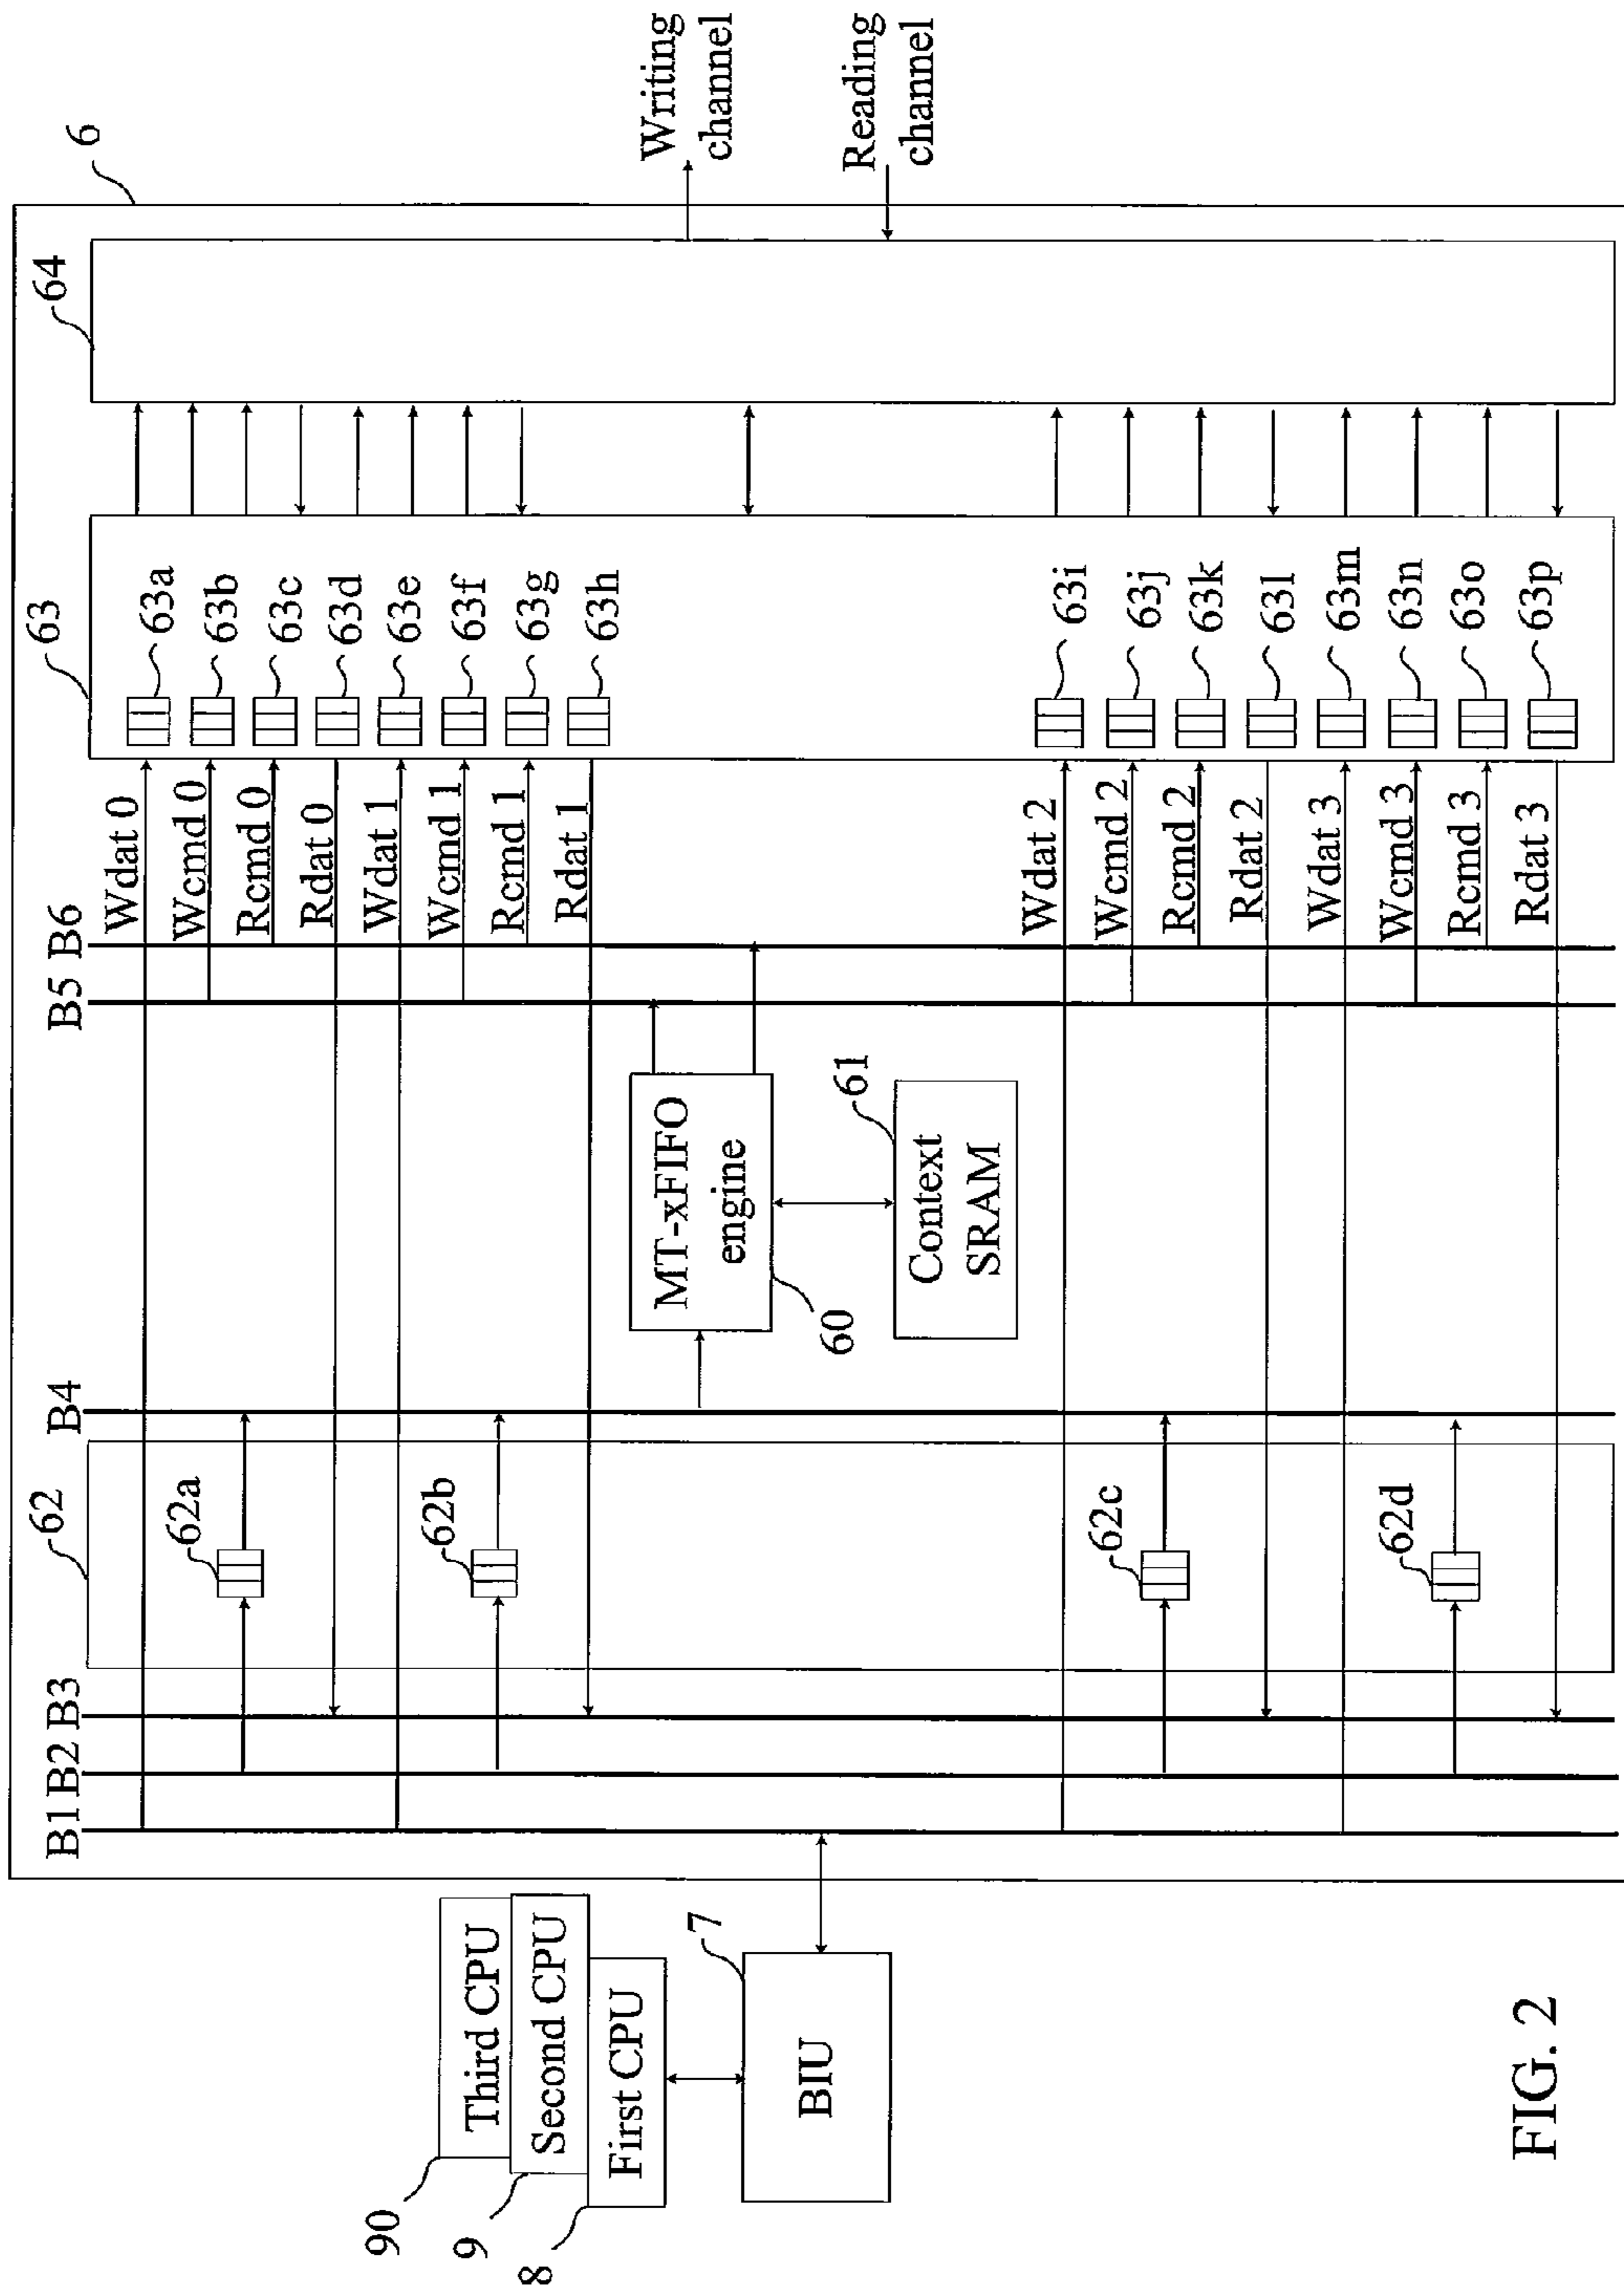 6
64
63
62
Writing
channel
Reading
channel
63a
63b
63c
63d
63e
63f
63g
63h
63i
63j
63k
63l
63m
63n
63o
63p
B1
B2
B3
B4
B5
B6
Wdat 0
Wcmd 0
Rcmd 0
Rdat 0
Wdat 1
Wcmd 1
Rcmd 1
Rdat 1
Wdat 2
Wcmd 2
Rcmd 2
Rdat 2
Wdat 3
Wcmd 3
Rcmd 3
Rdat 3
62a
62b
62c
62d
MT-xFIFO
engine
60
61
Context
SRAM
90
Third CPU
9
Second CPU
8
First CPU
7
BIU
FIG. 2